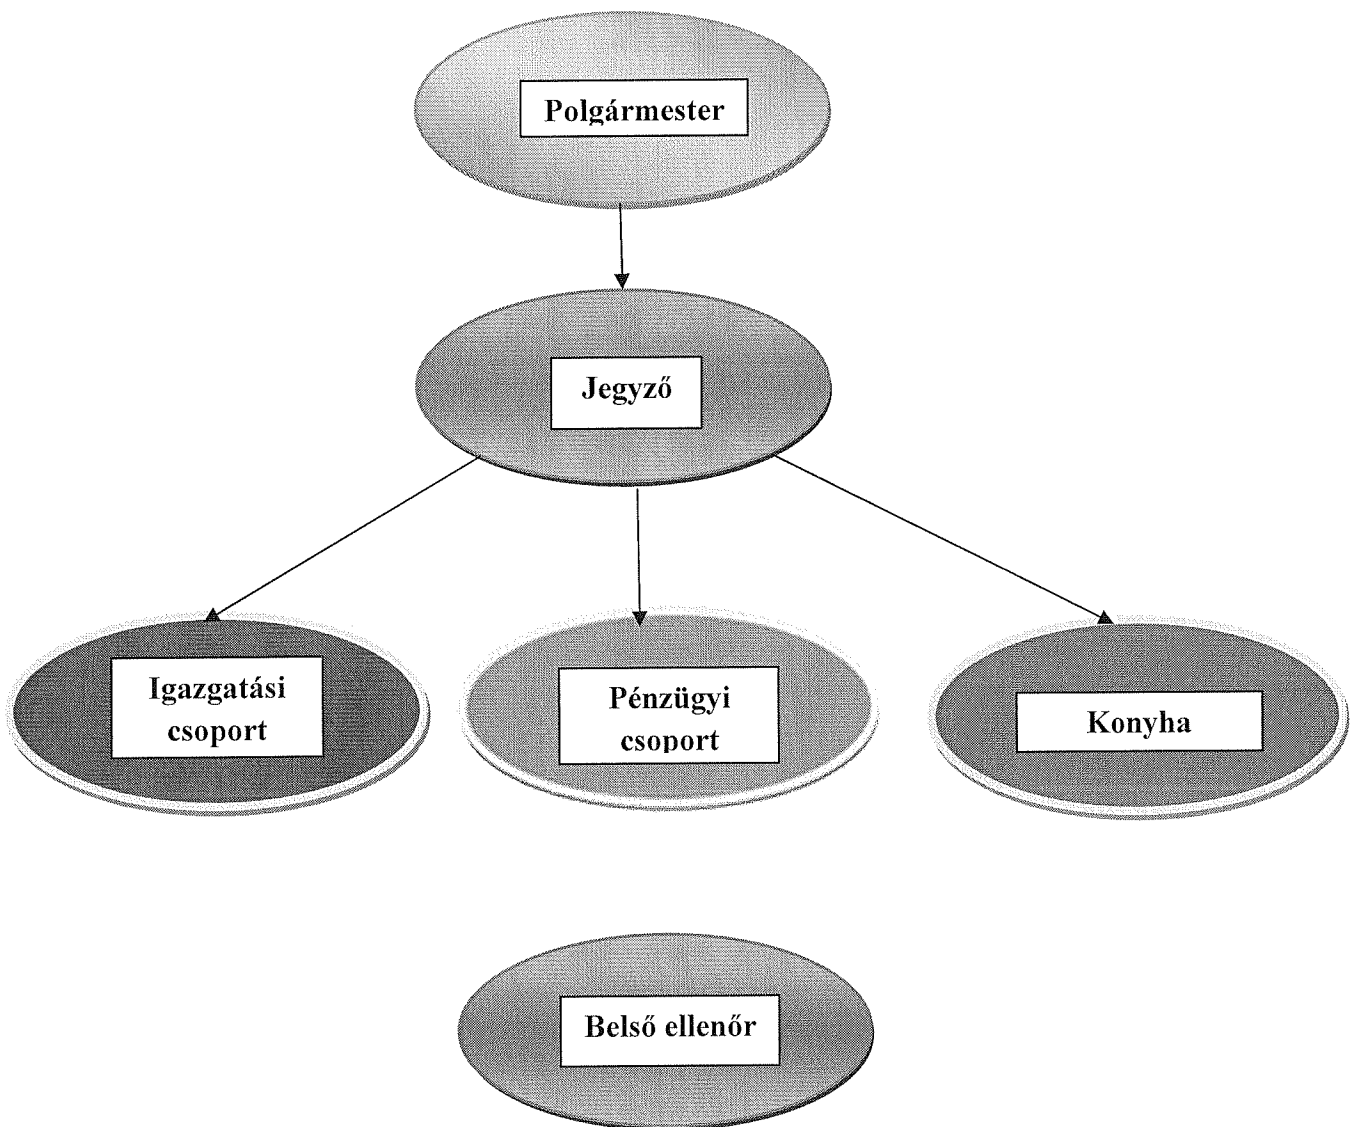 Polgármester
Jegyző
Igazgatási
csoport
Pénzügyi
csoport
Konyha
Belső ellenőr